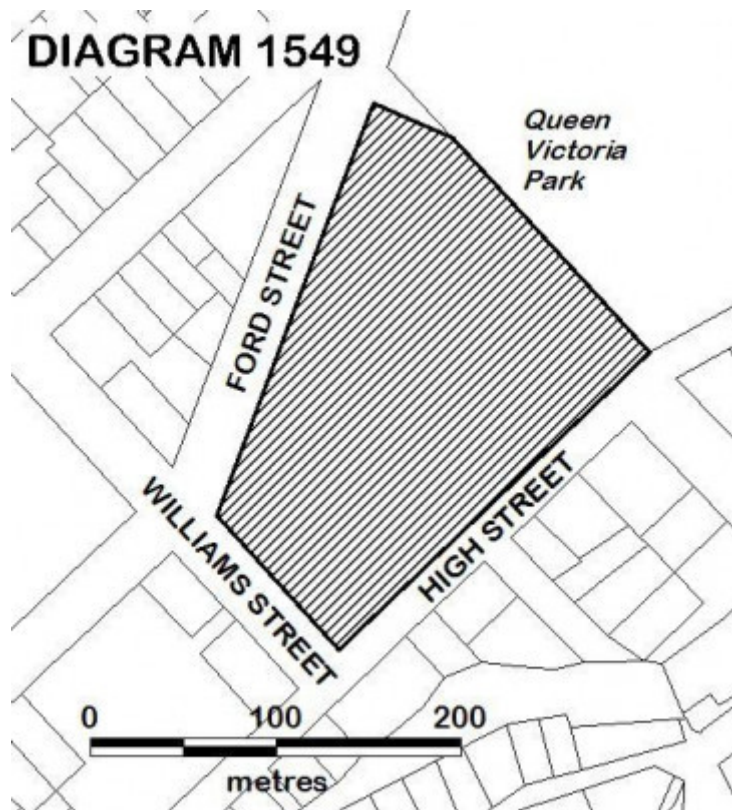 DIAGRAM 1549
Queen
Victoria
Park
FORD STREET
WILLIAMS STREET
HIGH STREET
0 100 200
metres